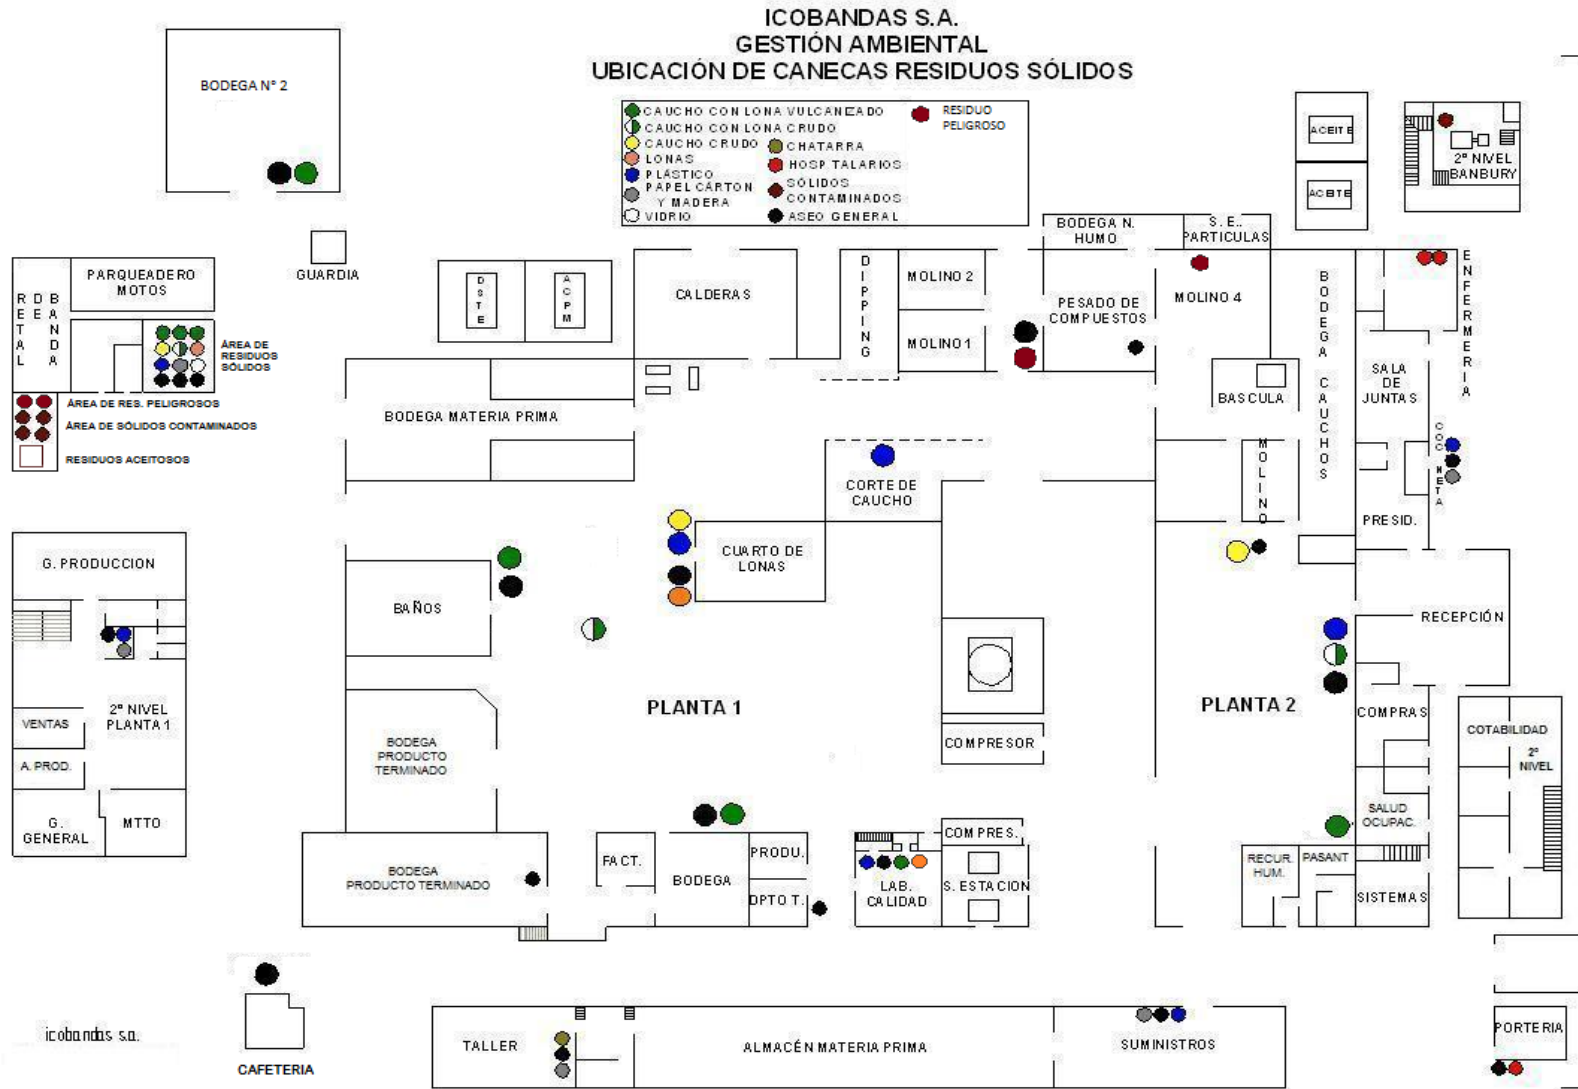 ICOBANDAS S.A.
GESTIÓN AMBIENTAL
UBICACIÓN DE CANECAS RESIDUOS SÓLIDOS
BODEGA N° 2
CAUCHO CON LONA VULCANIZADO
CAUCHO CON LONA CRUDO
CAUCHO CRUDO
LONAS
PLÁSTICO
PAPEL CARTON
Y MADERA
VIDRIO
RESIDUO
PELIGROSO
CHATARRA
HOSP TALARIOS
SÓLIDOS
CONTAMINADOS
ASEO GENERAL
ACEITE
ACEITE
2° NIVEL
BANBURY
GUARDIA
PARQUEADERO
MOTOS
RETAL
DE
BANDA
ÁREA DE
RESIDUOS
SÓLIDOS
ÁREA DE RES. PELIGROSOS
ÁREA DE SÓLIDOS CONTAMINADOS
RESIDUOS ACEITOSOS
DSTE
ACPM
CALDERAS
DIPPING
MOLINO 2
MOLINO 1
BODEGA N.
HUMO
S. E..
PARTICULAS
PESADO DE
COMPUESTOS
MOLINO 4
BODEGA CAUCHOS
ENFERMERIA
SALA
DE
JUNTAS
BASCULA
BODEGA MATERIA PRIMA
CORTE DE
CAUCHO
MOLINO
PRESID.
CUARTO DE
LONAS
G. PRODUCCION
BAÑOS
RECEPCIÓN
2° NIVEL
PLANTA 1
VENTAS
A. PROD.
G.
GENERAL
MTTO
BODEGA
PRODUCTO
TERMINADO
PLANTA 1
COMPRESOR
PLANTA 2
COMPRAS
COTABILIDAD
2°
NIVEL
SALUD
OCUPAC.
BODEGA
PRODUCTO TERMINADO
FACT.
BODEGA
PRODU.
DPTO T.
LAB.
CALIDAD
COMPRES.
S. ESTACION
RECUR.
HUM.
PASANT
SISTEMAS
icobandas s.a.
CAFETERIA
TALLER
ALMACÉN MATERIA PRIMA
SUMINISTROS
PORTERIA